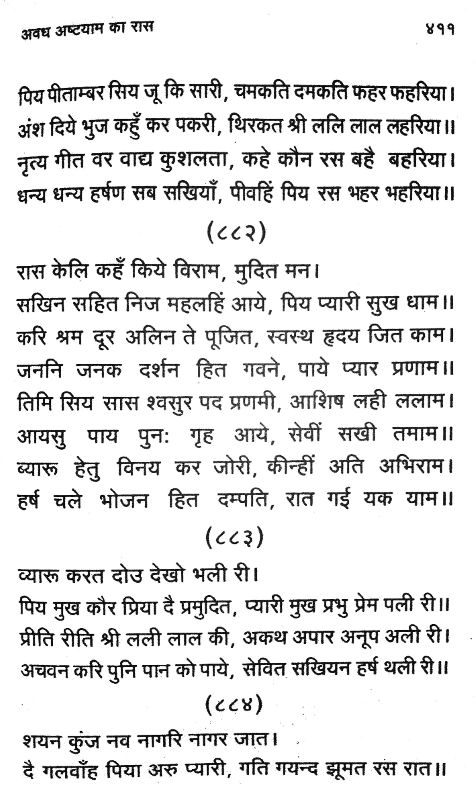 अवध अष्टयाम का रास ४११
पिय पीताम्बर सिय जू कि सारी, चमकति दमकति फहर फहरिया।
अंश दिये भुज कहुँ कर पकरी, थिरकत श्री ललि लाल लहरिया॥
नृत्य गीत वर वाद्य कुशलता, कहे कौन रस बहै बहरिया।
धन्य धन्य हर्षण सब सखियाँ, पीवहिं पिय रस भहर भहरिया॥
(८८२)
रास केलि कहँ किये विराम, मुदित मन।
सखिन सहित निज महलहिं आये, पिय प्यारी सुख धाम॥
करि श्रम दूर अलिन ते पूजित, स्वस्थ हृदय जित काम।
जननि जनक दर्शन हित गवने, पाये प्यार प्रणाम॥
तिमि सिय सास श्वसुर पद प्रणमी, आशिष लही ललाम।
आयसु पाय पुनः गृह आये, सेवीं सखी तमाम॥
ब्यारू हेतु विनय कर जोरी, कीन्हीं अति अभिराम।
हर्ष चले भोजन हित दम्पति, रात गई यक याम॥
(८८३)
व्यारू करत दोउ देखो भली री।
पिय मुख कौर प्रिया दै प्रमुदित, प्यारी मुख प्रभु प्रेम पली री॥
प्रीति रीति श्री लली लाल की, अकथ अपार अनूप अली री।
अचवन करि पुनि पान को पाये, सेवित सखियन हर्ष थली री॥
(८८४)
शयन कुंज नव नागरि नागर जात।
दै गलवाँह पिया अरु प्यारी, गति गयन्द झूमत रस रात॥